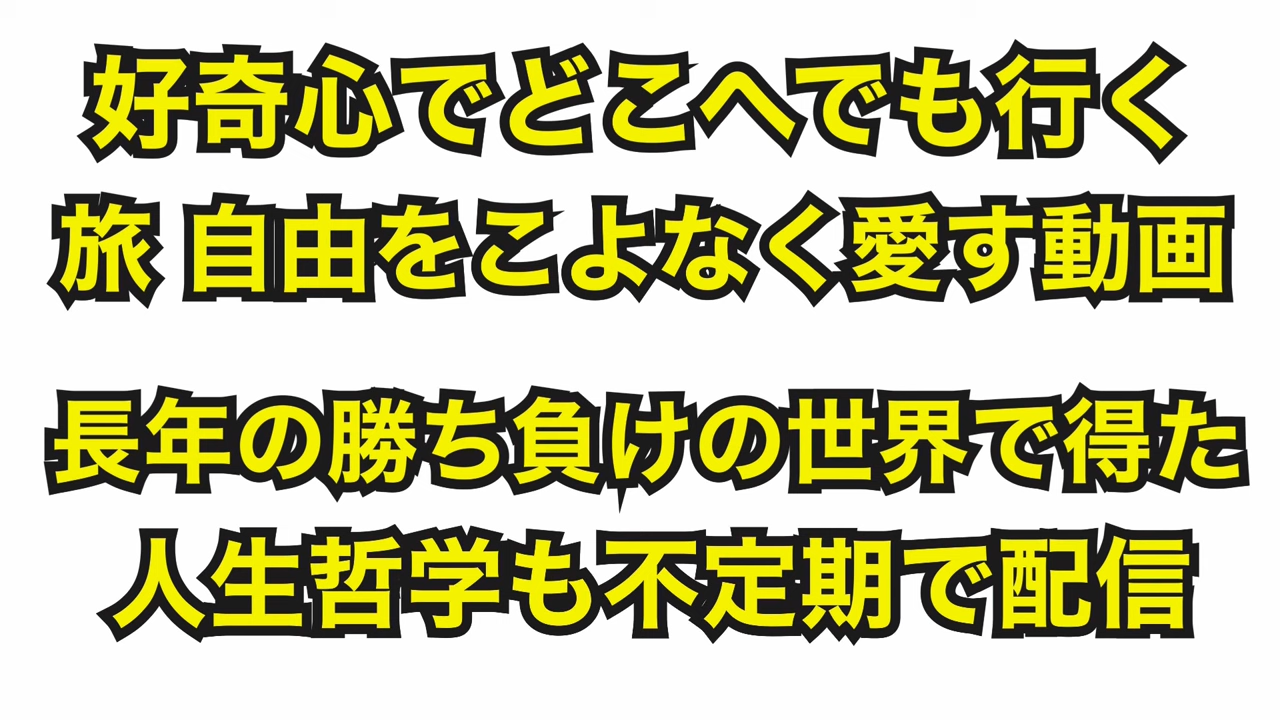 好奇心でどこへでも行く
旅 自由をこよなく愛す動画
長年の勝ち負けの世界で得た
人生哲学も不定期で配信